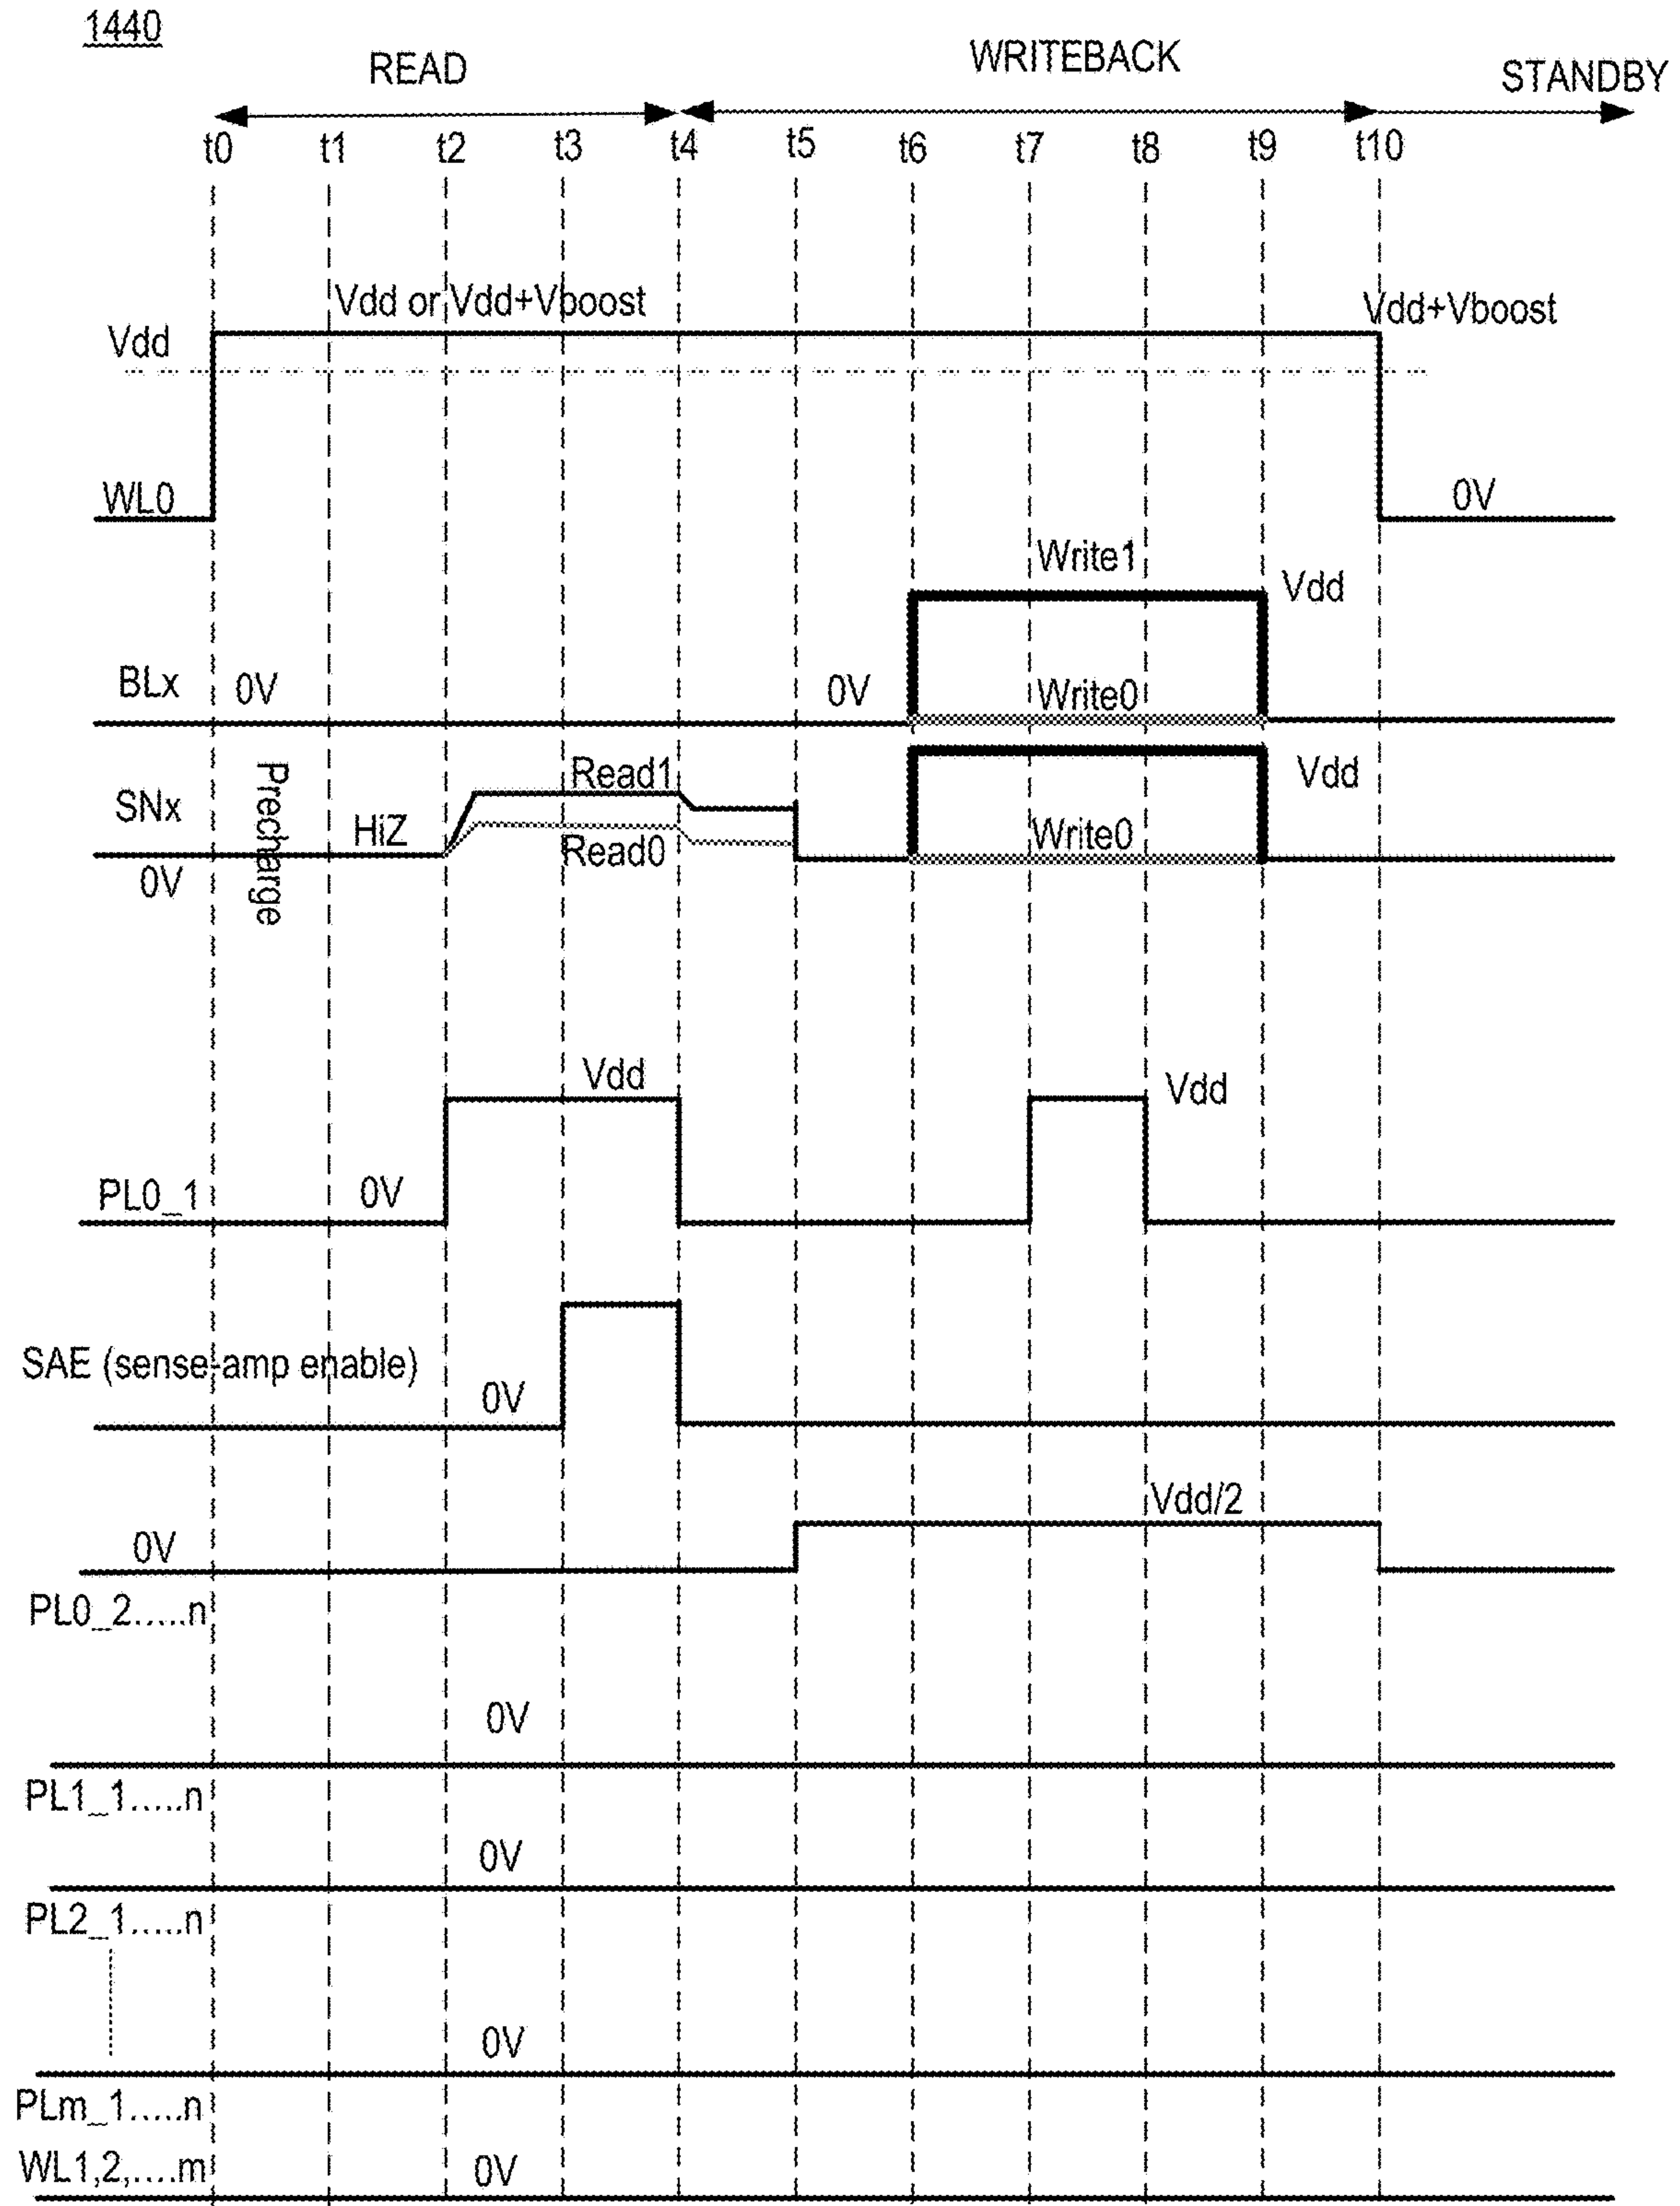 1440
READ
WRITEBACK
STANDBY
t0 t1 t2 t3 t4 t5 t6 t7 t8 t9 t10
Vdd or Vdd+Vboost
Vdd+Vboost
Vdd
WL0
0V
Write1
Vdd
BLx
0V
0V
Write0
Precharge
Read1
Vdd
SNx
HiZ
Read0
Write0
0V
Vdd
Vdd
PL0_1
0V
SAE (sense-amp enable)
0V
Vdd/2
0V
PL0_2.....n
0V
PL1_1.....n
0V
PL2_1.....n
0V
PLm_1.....n
WL1,2,....m
0V